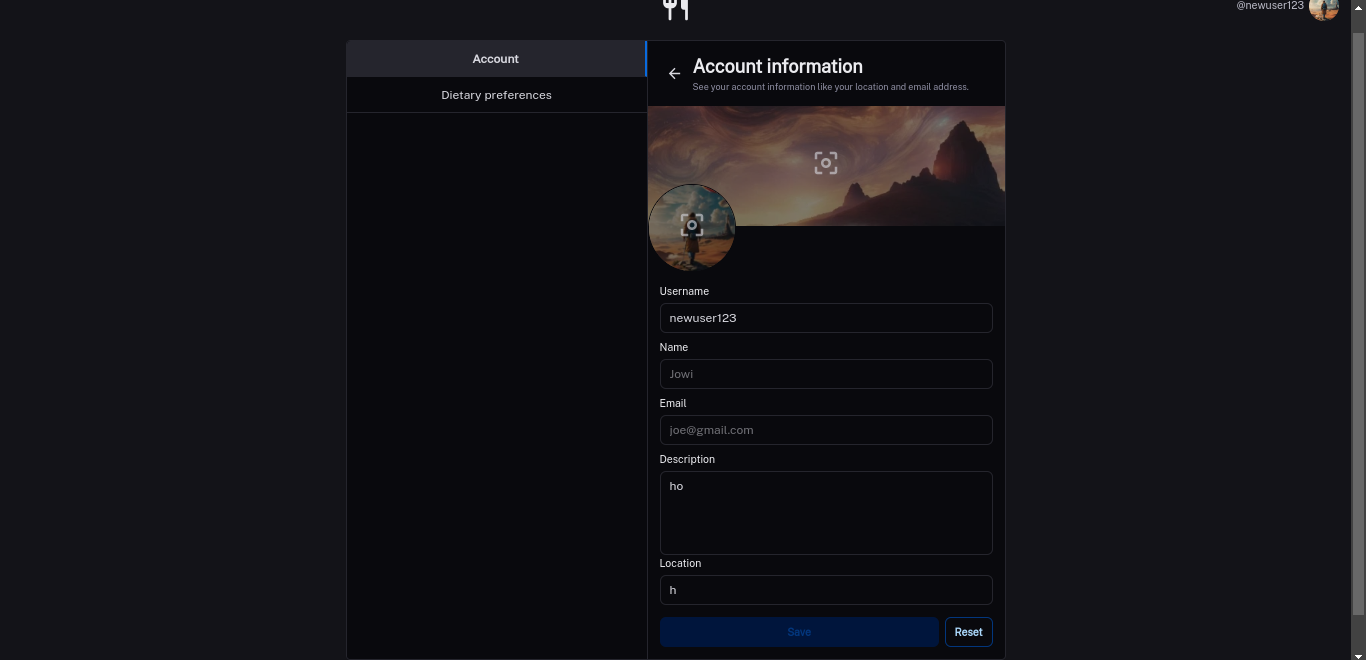 @newuser123
Account
Dietary preferences
Account information
See your account information like your location and email address.
Username
newuser123
Name
Jowi
Email
joe@gmail.com
Description
ho
Location
h
Save
Reset